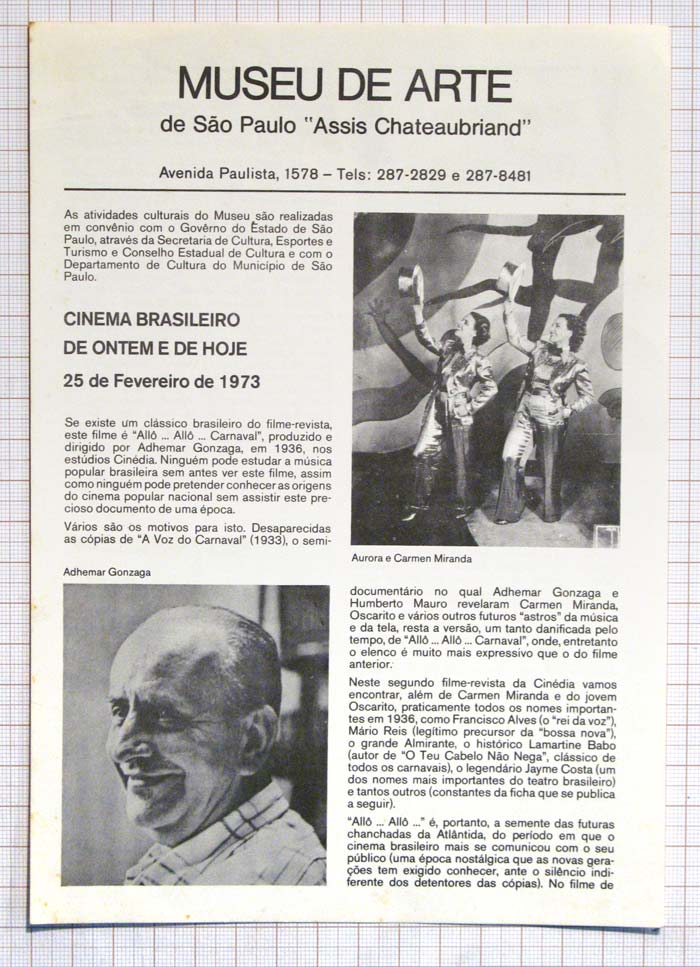 MUSEU DE ARTE
de São Paulo "Assis Chateaubriand"
Avenida Paulista, 1578 – Tels: 287-2829 e 287-8481
As atividades culturais do Museu são realizadas
em convênio com o Govêrno do Estado de São
Paulo, através da Secretaria de Cultura, Esportes e
Turismo e Conselho Estadual de Cultura e com o
Departamento de Cultura do Município de São
Paulo.
CINEMA BRASILEIRO
DE ONTEM E DE HOJE
25 de Fevereiro de 1973
Se existe um clássico brasileiro do filme-revista,
este filme é "Allô ... Allô ... Carnaval", produzido e
dirigido por Adhemar Gonzaga, em 1936, nos
estúdios Cinédia. Ninguém pode estudar a música
popular brasileira sem antes ver este filme, assim
como ninguém pode pretender conhecer as origens
do cinema popular nacional sem assistir este pre-
cioso documento de uma época.
Vários são os motivos para isto. Desaparecidas
as cópias de "A Voz do Carnaval" (1933), o semi-
Adhemar Gonzaga
Aurora e Carmen Miranda
documentário no qual Adhemar Gonzaga e
Humberto Mauro revelaram Carmen Miranda,
Oscarito e vários outros futuros "astros" da música
e da tela, resta a versão, um tanto danificada pelo
tempo, de "Allô ... Allô ... Carnaval", onde, entretanto
o elenco é muito mais expressivo que o do filme
anterior.
Neste segundo filme-revista da Cinédia vamos
encontrar, além de Carmen Miranda e do jovem
Oscarito, praticamente todos os nomes importan-
tes em 1936, como Francisco Alves (o "rei da voz"),
Mário Reis (legítimo precursor da "bossa nova"),
o grande Almirante, o histórico Lamartine Babo
(autor de "O Teu Cabelo Não Nega", clássico de
todos os carnavais), o legendário Jayme Costa (um
dos nomes mais importantes do teatro brasileiro)
e tantos outros (constantes da ficha que se publica
a seguir).
"Allô ... Allô ..." é, portanto, a semente das futuras
chanchadas da Atlântida, do período em que o
cinema brasileiro mais se comunicou com o seu
público (uma época nostálgica que as novas gera-
ções tem exigido conhecer, ante o silêncio indi-
ferente dos detentores das cópias). No filme de